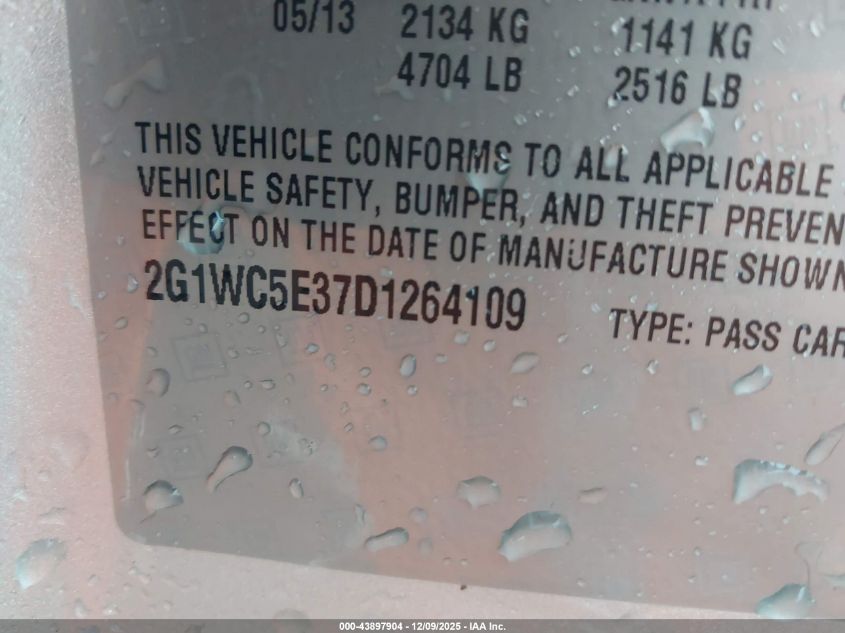 05/13 2134 KG 1141 KG
4704 LB 2516 LB
THIS VEHICLE CONFORMS TO ALL APPLICABLE
VEHICLE SAFETY, BUMPER, AND THEFT PREVEN
EFFECT ON THE DATE OF MANUFACTURE SHOWN
2G1WC5E37D1264109 TYPE: PASS CAR
000-43897904 - 12/09/2025 - IAA Inc.